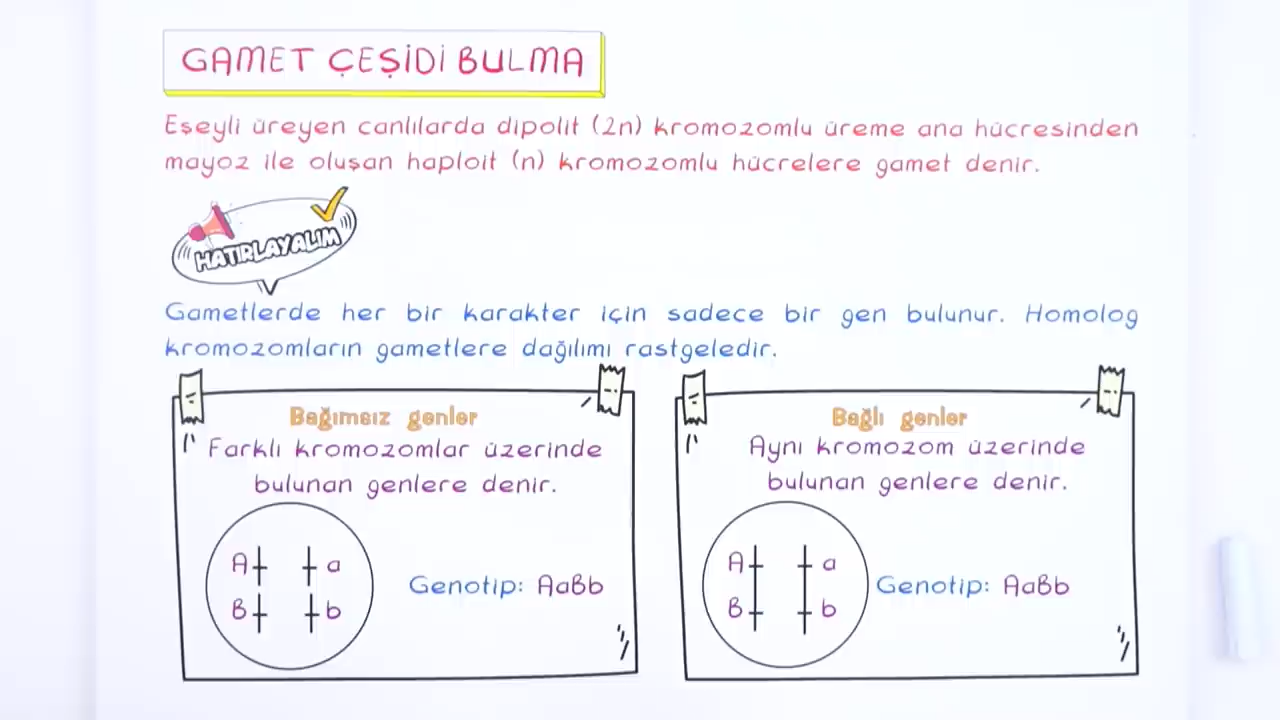 GAMET ÇEŞİDİ BULMA
Eşeyli üreyen canlılarda dipolit (2n) kromozomlu üreme ana hücresinden
mayoz ile oluşan haploit (n) kromozomlu hücrelere gamet denir.
HATIRLAYALIM
Gametlerde her bir karakter için sadece bir gen bulunur. Homolog
kromozomların gametlere dağılımı rastgeledir.
Bağımsız genler
Farklı kromozomlar üzerinde
bulunan genlere denir.
A a
B b
Genotip: AaBb
Bağlı genler
Aynı kromozom üzerinde
bulunan genlere denir.
A a
B b
Genotip: AaBb